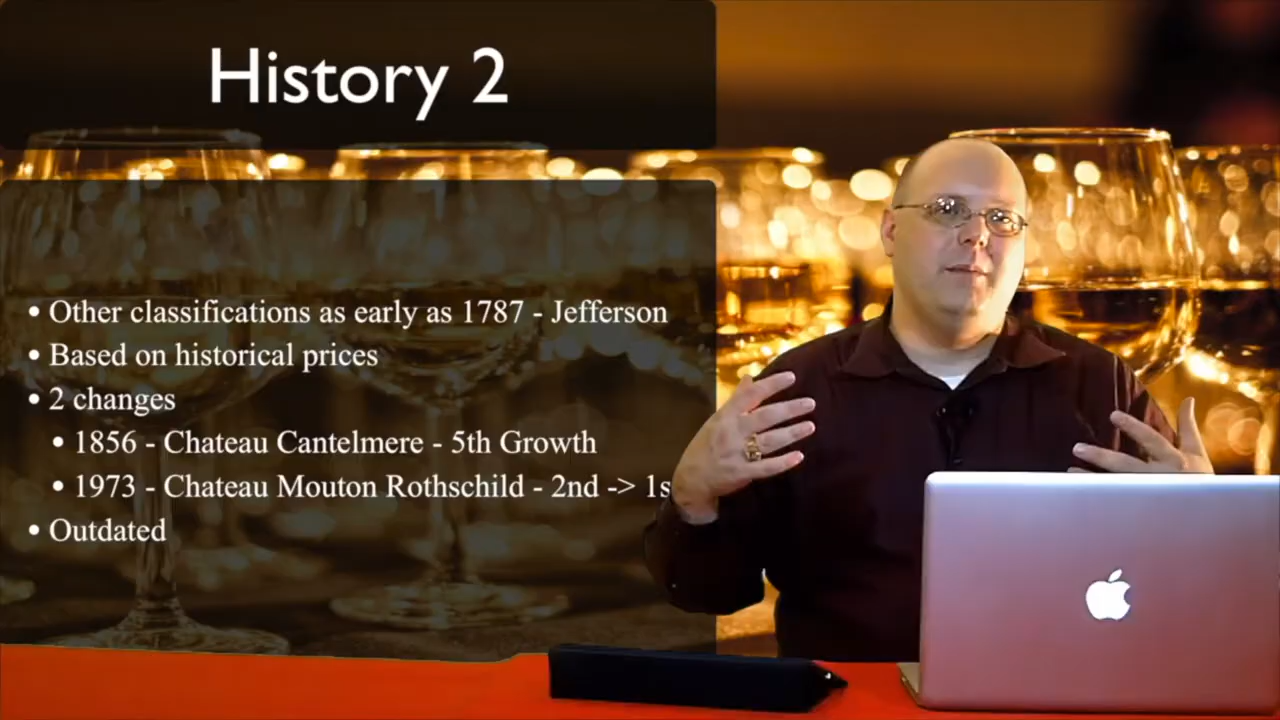 History 2
• Other classifications as early as 1787 - Jefferson
• Based on historical prices
• 2 changes
• 1856 - Chateau Cantelmere - 5th Growth
• 1973 - Chateau Mouton Rothschild - 2nd -> 1s
• Outdated